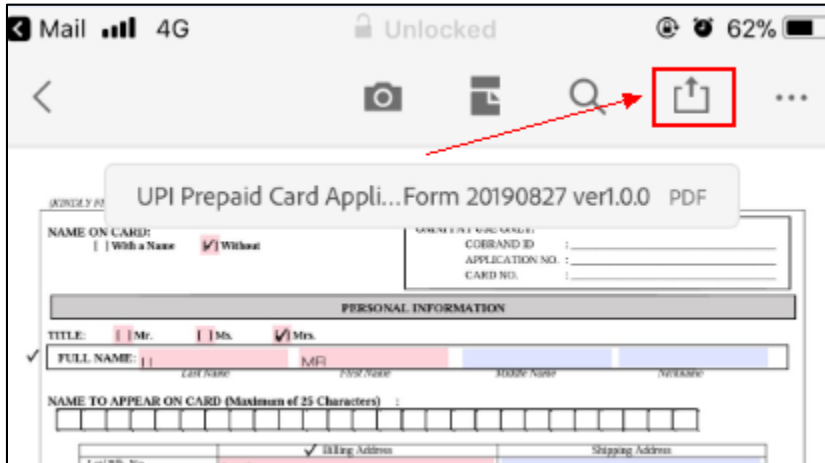 Mail 4G Unlocked 62%
UPI Prepaid Card Appli...Form 20190827 ver1.0.0 PDF
NAME ON CARD:
[ ] With a Name [✓] Without
COBRAND ID :
APPLICATION NO. :
CARD NO. :
PERSONAL INFORMATION
TITLE: [ ] Mr. [ ] Ms. [✓] Mrs.
✓ FULL NAME:
Last Name First Name Middle Name Nickname
NAME TO APPEAR ON CARD (Maximum of 25 Characters) :
✓ Billing Address Shipping Address